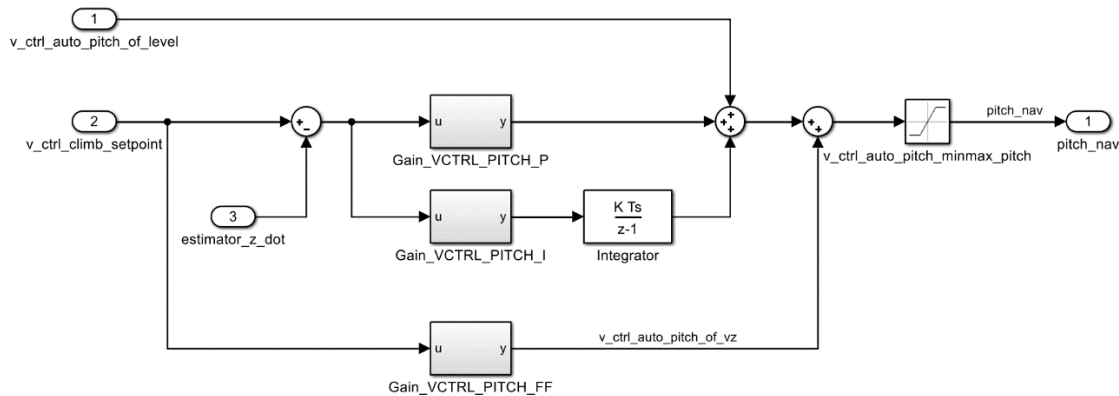 1
v_ctrl_auto_pitch_of_level
2
v_ctrl_climb_setpoint
+
−
3
estimator_z_dot
u y
Gain_VCTRL_PITCH_P
u y
Gain_VCTRL_PITCH_I
K Ts
z-1
Integrator
u y
Gain_VCTRL_PITCH_FF
v_ctrl_auto_pitch_of_vz
+
+
+
+
+
v_ctrl_auto_pitch_minmax_pitch
pitch_nav
1
pitch_nav